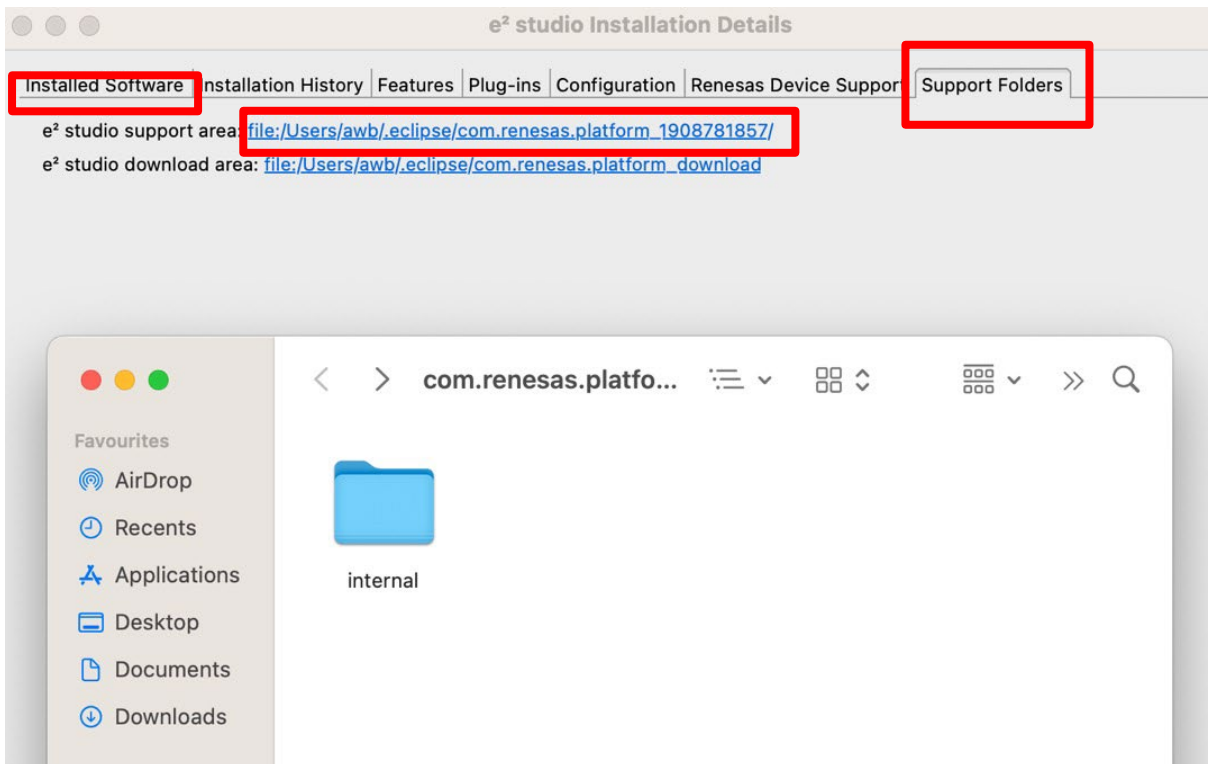 e² studio Installation Details
Installed Software Installation History Features Plug-ins Configuration Renesas Device Support Support Folders
e² studio support area: file:/Users/awb/.eclipse/com.renesas.platform_1908781857/
e² studio download area: file:/Users/awb/.eclipse/com.renesas.platform_download
com.renesas.platfo...
Favourites
AirDrop
Recents
Applications
Desktop
Documents
Downloads
internal